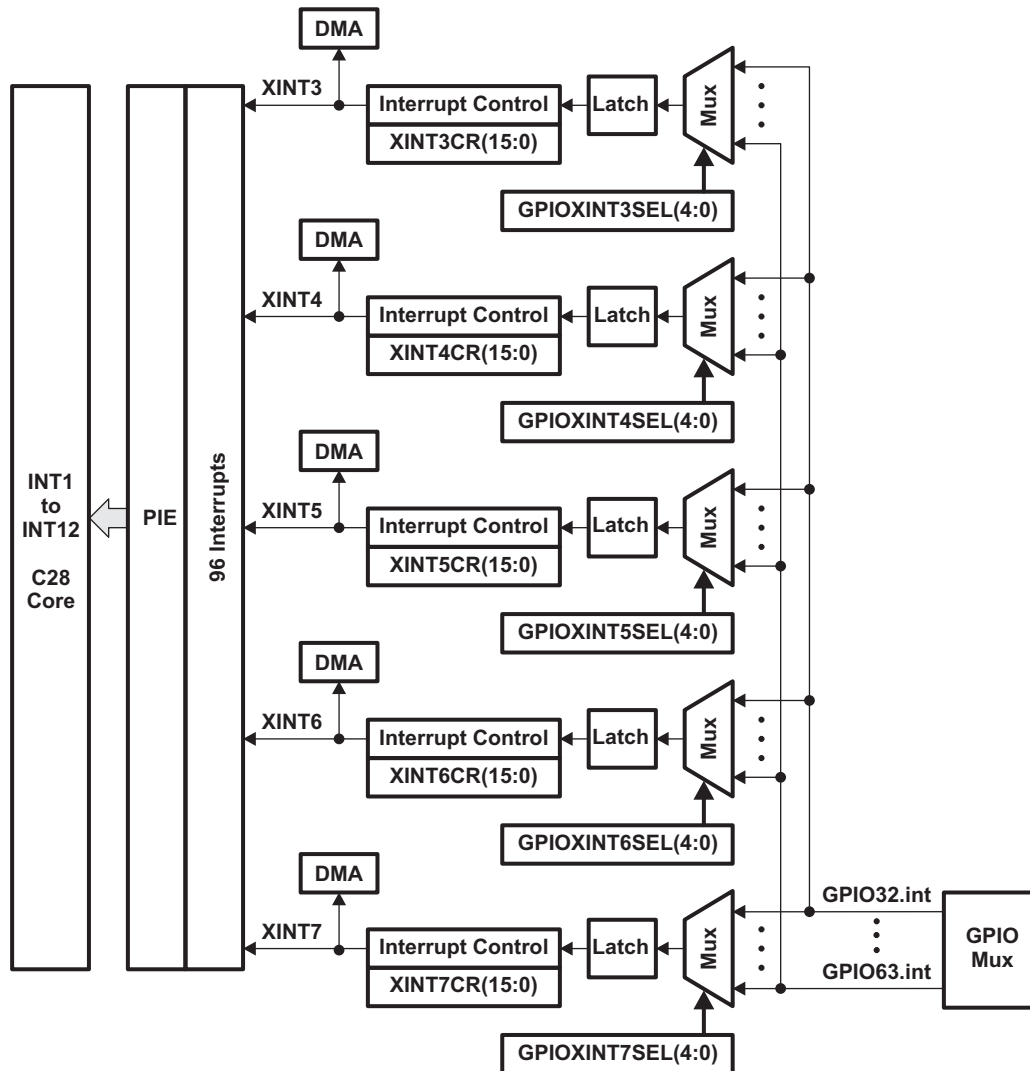 DMA
XINT3
Interrupt Control
XINT3CR(15:0)
Latch
Mux
GPIOXINT3SEL(4:0)
DMA
XINT4
Interrupt Control
XINT4CR(15:0)
Latch
Mux
GPIOXINT4SEL(4:0)
INT1
to
INT12
C28
Core
PIE
96 Interrupts
DMA
XINT5
Interrupt Control
XINT5CR(15:0)
Latch
Mux
GPIOXINT5SEL(4:0)
DMA
XINT6
Interrupt Control
XINT6CR(15:0)
Latch
Mux
GPIOXINT6SEL(4:0)
DMA
XINT7
Interrupt Control
XINT7CR(15:0)
Latch
Mux
GPIOXINT7SEL(4:0)
GPIO32.int
GPIO63.int
GPIO
Mux